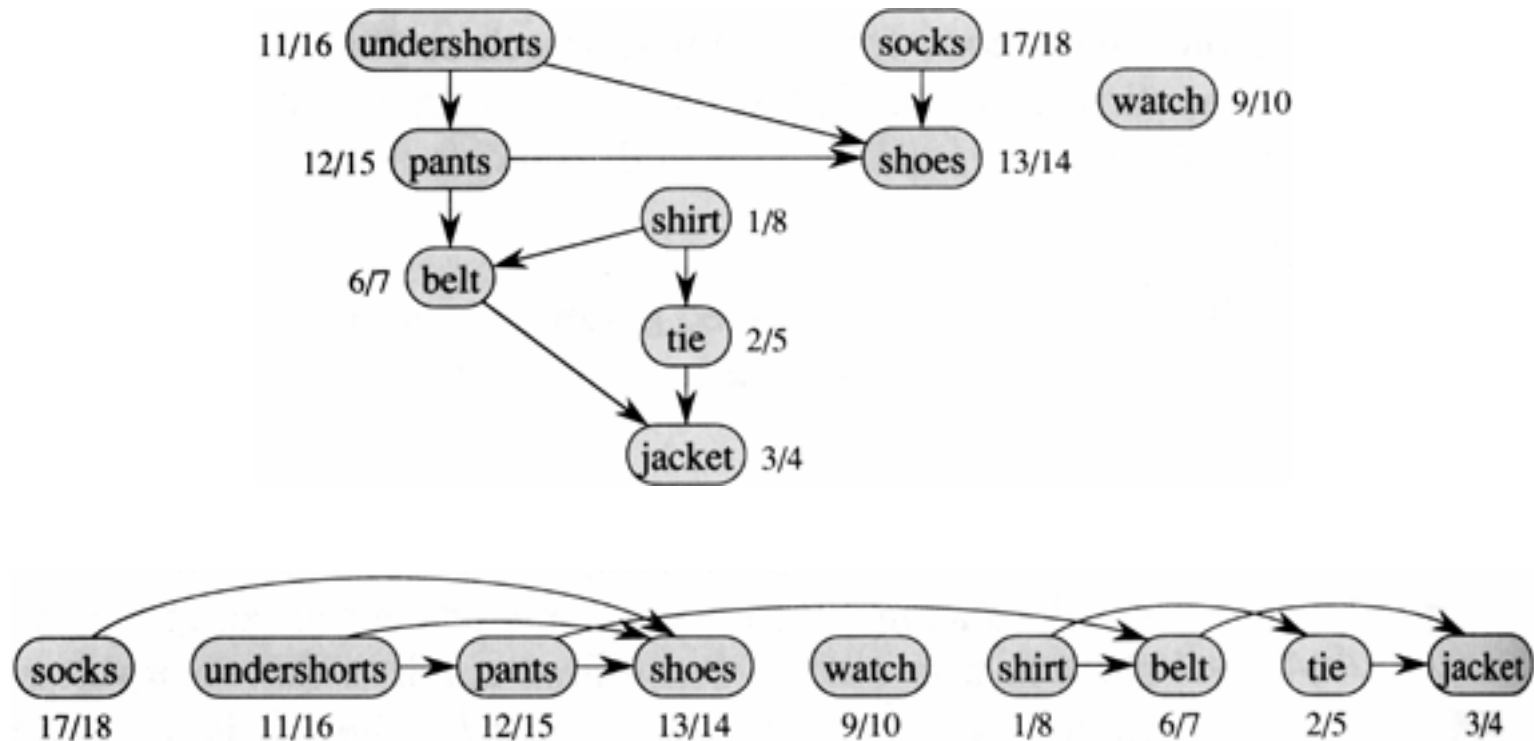 11/16 undershorts socks 17/18
watch 9/10
12/15 pants shoes 13/14
shirt 1/8
6/7 belt
tie 2/5
jacket 3/4
socks undershorts pants shoes watch shirt belt tie jacket
17/18 11/16 12/15 13/14 9/10 1/8 6/7 2/5 3/4